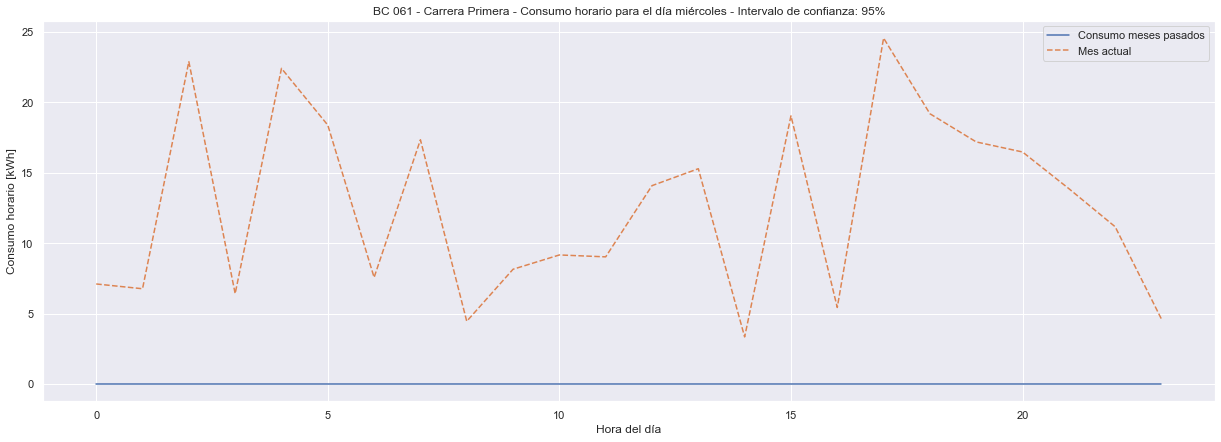 BC 061 - Carrera Primera - Consumo horario para el día miércoles - Intervalo de confianza: 95%
Consumo meses pasados
Mes actual
Consumo horario [kWh]
25
20
15
10
5
0
0
5
10
15
20
Hora del día